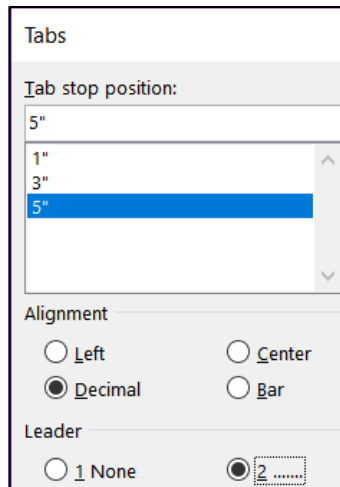 Tabs
Tab stop position:
5"
1"
3"
5"
Alignment
Left Center
Decimal Bar
Leader
1 None 2 .......